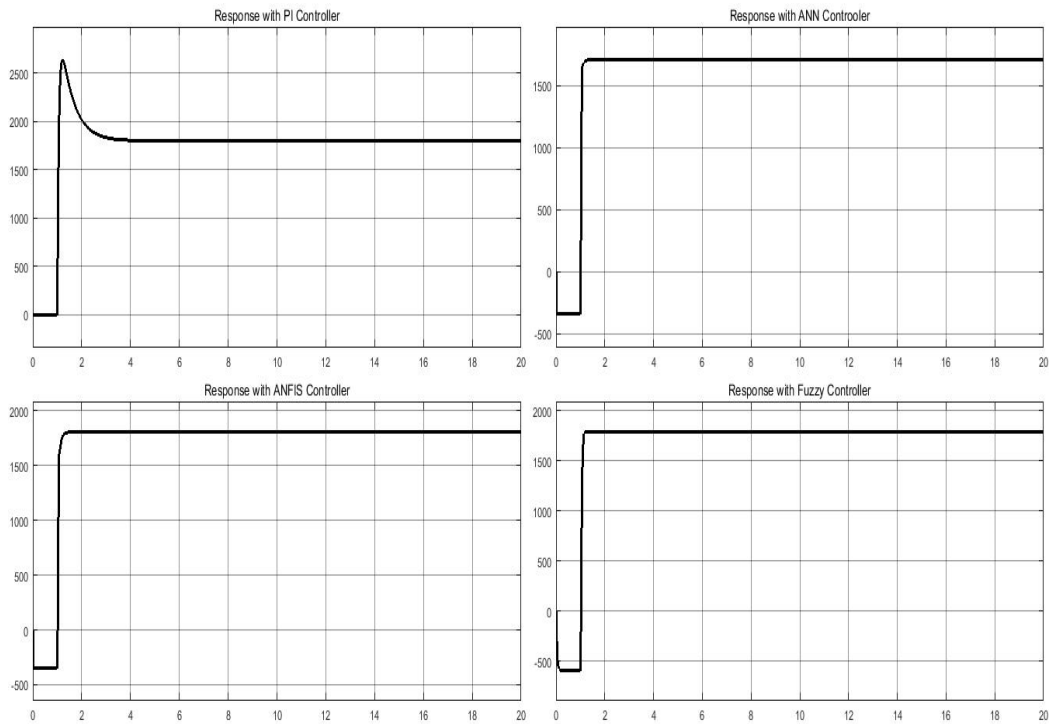 Response with PI Controller
2500
2000
1500
1000
500
0
0 2 4 6 8 10 12 14 16 18 20
Response with ANN Controoler
1500
1000
500
0
-500
0 2 4 6 8 10 12 14 16 18 20
Response with ANFIS Controller
2000
1500
1000
500
0
-500
0 2 4 6 8 10 12 14 16 18 20
Response with Fuzzy Controller
2000
1500
1000
500
0
-500
0 2 4 6 8 10 12 14 16 18 20